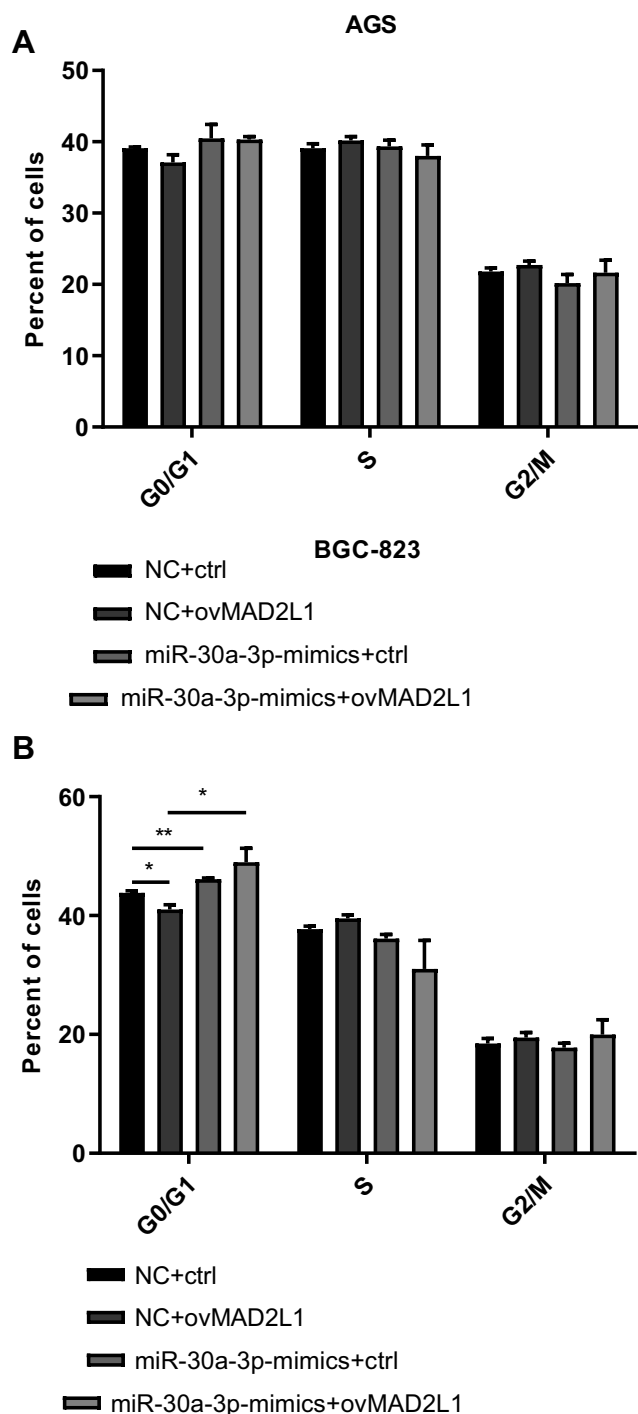 AGS
A
50
40
30
20
10
0
Percent of cells
G0/G1
S
G2/M
BGC-823
NC+ctrl
NC+ovMAD2L1
miR-30a-3p-mimics+ctrl
miR-30a-3p-mimics+ovMAD2L1
B
60
40
20
0
Percent of cells
*
**
*
G0/G1
S
G2/M
NC+ctrl
NC+ovMAD2L1
miR-30a-3p-mimics+ctrl
miR-30a-3p-mimics+ovMAD2L1